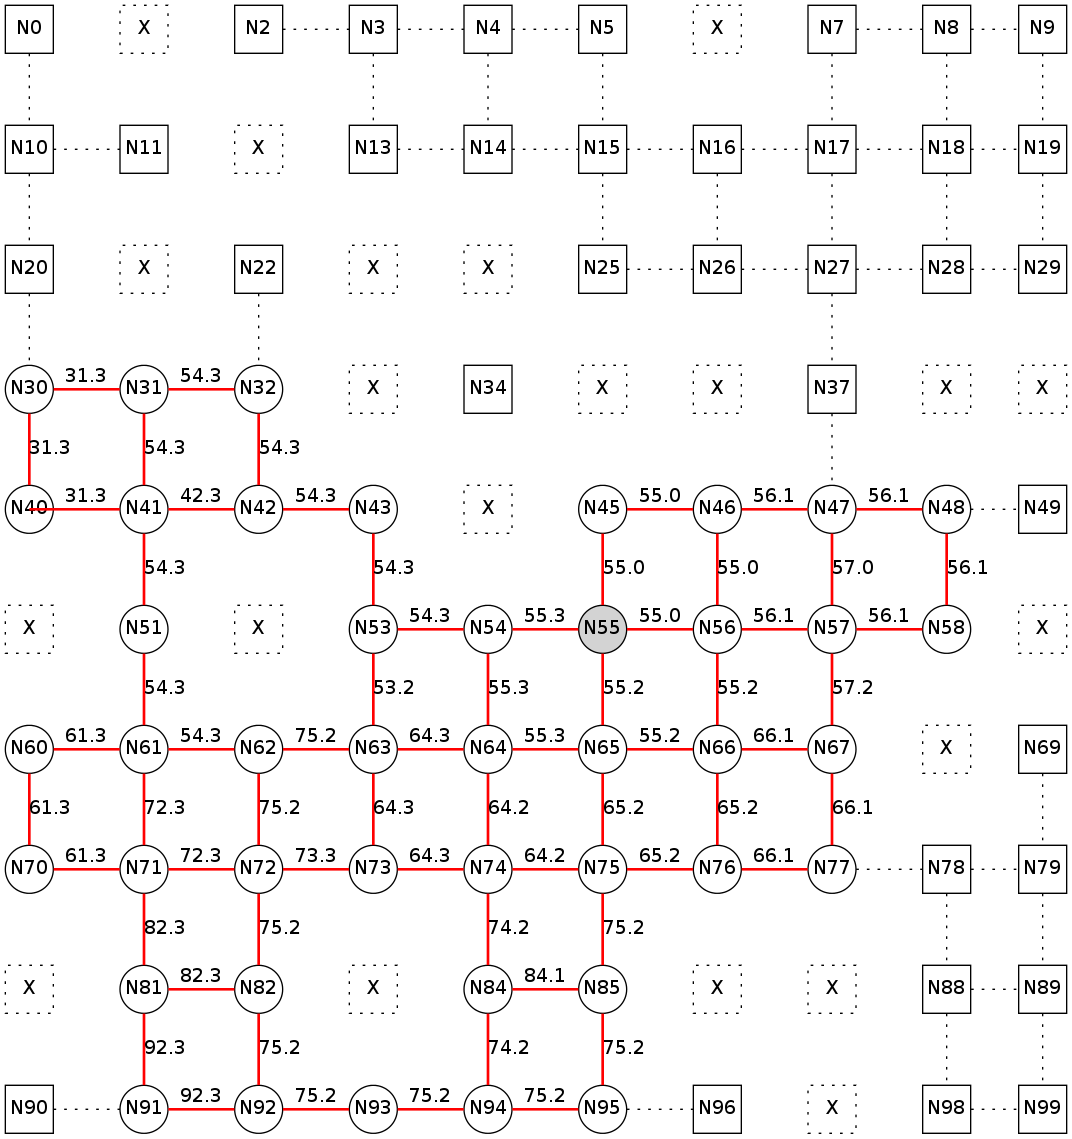 N0 X N2 N3 N4 N5 X N7 N8 N9
N10 N11 X N13 N14 N15 N16 N17 N18 N19
N20 X N22 X X N25 N26 N27 N28 N29
31.3 54.3
N30 N31 N32 X N34 X X N37 X X
31.3 54.3 54.3
31.3 42.3 54.3 55.0 56.1 56.1
N40 N41 N42 N43 X N45 N46 N47 N48 N49
54.3 54.3 55.0 55.0 57.0 56.1
54.3 55.3 55.0 56.1 56.1
X N51 X N53 N54 N55 N56 N57 N58 X
54.3 53.2 55.3 55.2 55.2 57.2
61.3 54.3 75.2 64.3 55.3 55.2 66.1
N60 N61 N62 N63 N64 N65 N66 N67 X N69
61.3 72.3 75.2 64.3 64.2 65.2 65.2 66.1
61.3 72.3 73.3 64.3 64.2 65.2 66.1
N70 N71 N72 N73 N74 N75 N76 N77 N78 N79
82.3 75.2 74.2 75.2
82.3 84.1
X N81 N82 X N84 N85 X X N88 N89
92.3 75.2 74.2 75.2
92.3 75.2 75.2 75.2
N90 N91 N92 N93 N94 N95 N96 X N98 N99